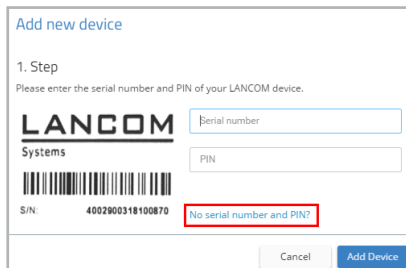 Add new device
1. Step
Please enter the serial number and PIN of your LANCOM device.
LANCOM
Systems
S/N: 4002900318100870
Serial number
PIN
No serial number and PIN?
Cancel Add Device